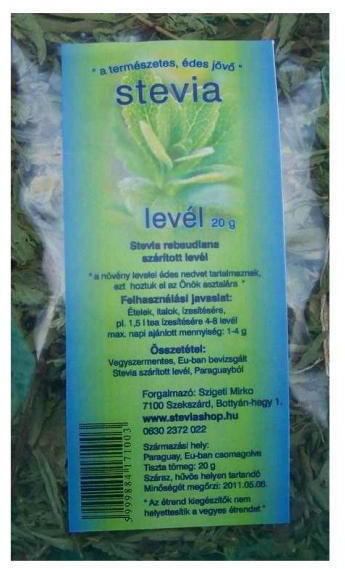 " a természetes, édes jövő "
stevia
levél 20 g
Stevia rebaudiana
szárított levél
" a növény levelei édes nedvet tartalmaznak,
ezt hoztuk el az Önök asztalára "
Felhasználási javaslat:
Ételek, italok, ízesítésére,
pl. 1,5 l tea ízesítésére 4-8 levél
max. napi ajánlott mennyiség: 1-4 g
Összetétel:
Vegyszermentes, Eu-ban bevizsgált
Stevia szárított levél, Paraguayból
Forgalmazó: Szigeti Mirko
7100 Szekszárd, Bottyán-hegy 1.
www.steviashop.hu
0630 2372 022
Származási hely:
Paraguay, Eu-ban csomagolva
Tiszta tömeg: 20 g
Száraz, hűvös helyen tartandó
Minőségét megőrzi: 2011.05.06.
" Az étrend kiegészítők nem
helyettesítik a vegyes étrendet "
5999884171003